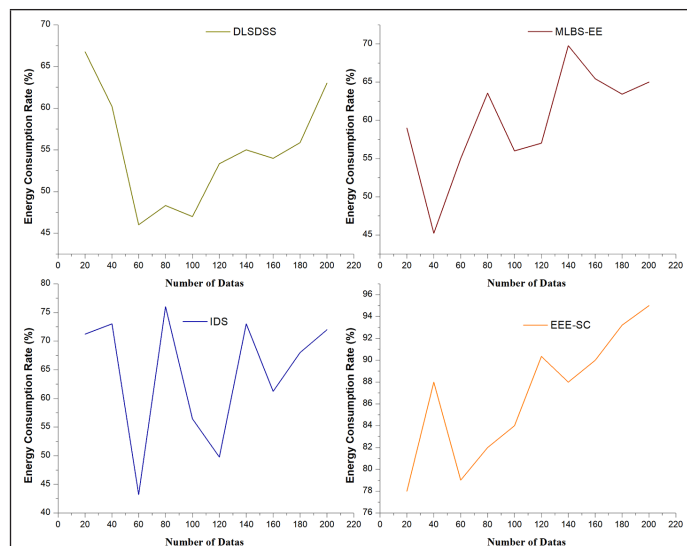 DLSDSS
Energy Consumption Rate (%)
70
65
60
55
50
45
0 20 40 60 80 100 120 140 160 180 200 220
Number of Datas
MLBS-EE
Energy Consumption Rate (%)
70
65
60
55
50
45
0 20 40 60 80 100 120 140 160 180 200 220
Number of Datas
IDS
Energy Consumption Rate (%)
80
75
70
65
60
55
50
45
40
0 20 40 60 80 100 120 140 160 180 200 220
Number of Datas
EEE-SC
Energy Consumption Rate (%)
96
94
92
90
88
86
84
82
80
78
76
0 20 40 60 80 100 120 140 160 180 200 220
Number of Datas